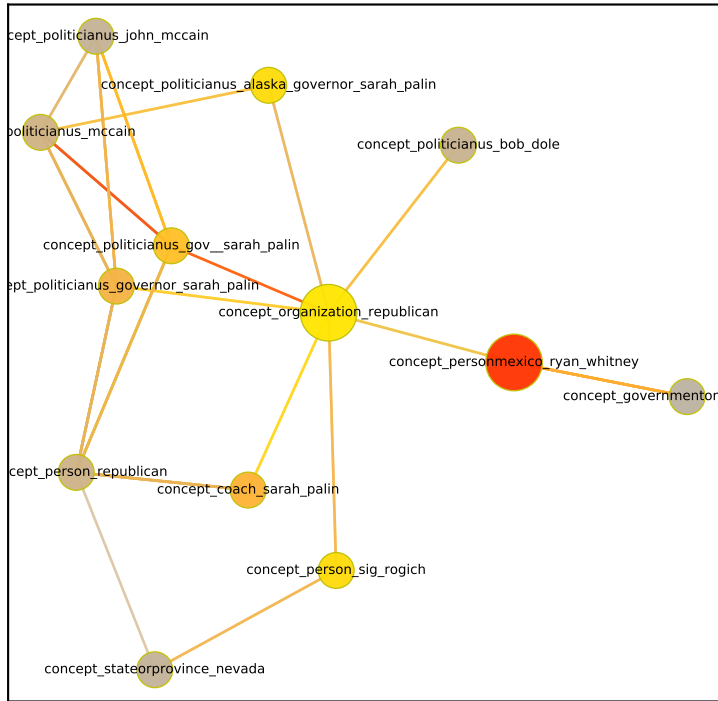 cept_politicianus_john_mccain
concept_politicianus_alaska_governor_sarah_palin
politicianus_mccain
concept_politicianus_bob_dole
concept_politicianus_gov__sarah_palin
ept_politicianus_governor_sarah_palin
concept_organization_republican
concept_personmexico_ryan_whitney
concept_governmentor
cept_person_republican
concept_coach_sarah_palin
concept_person_sig_rogich
concept_stateorprovince_nevada